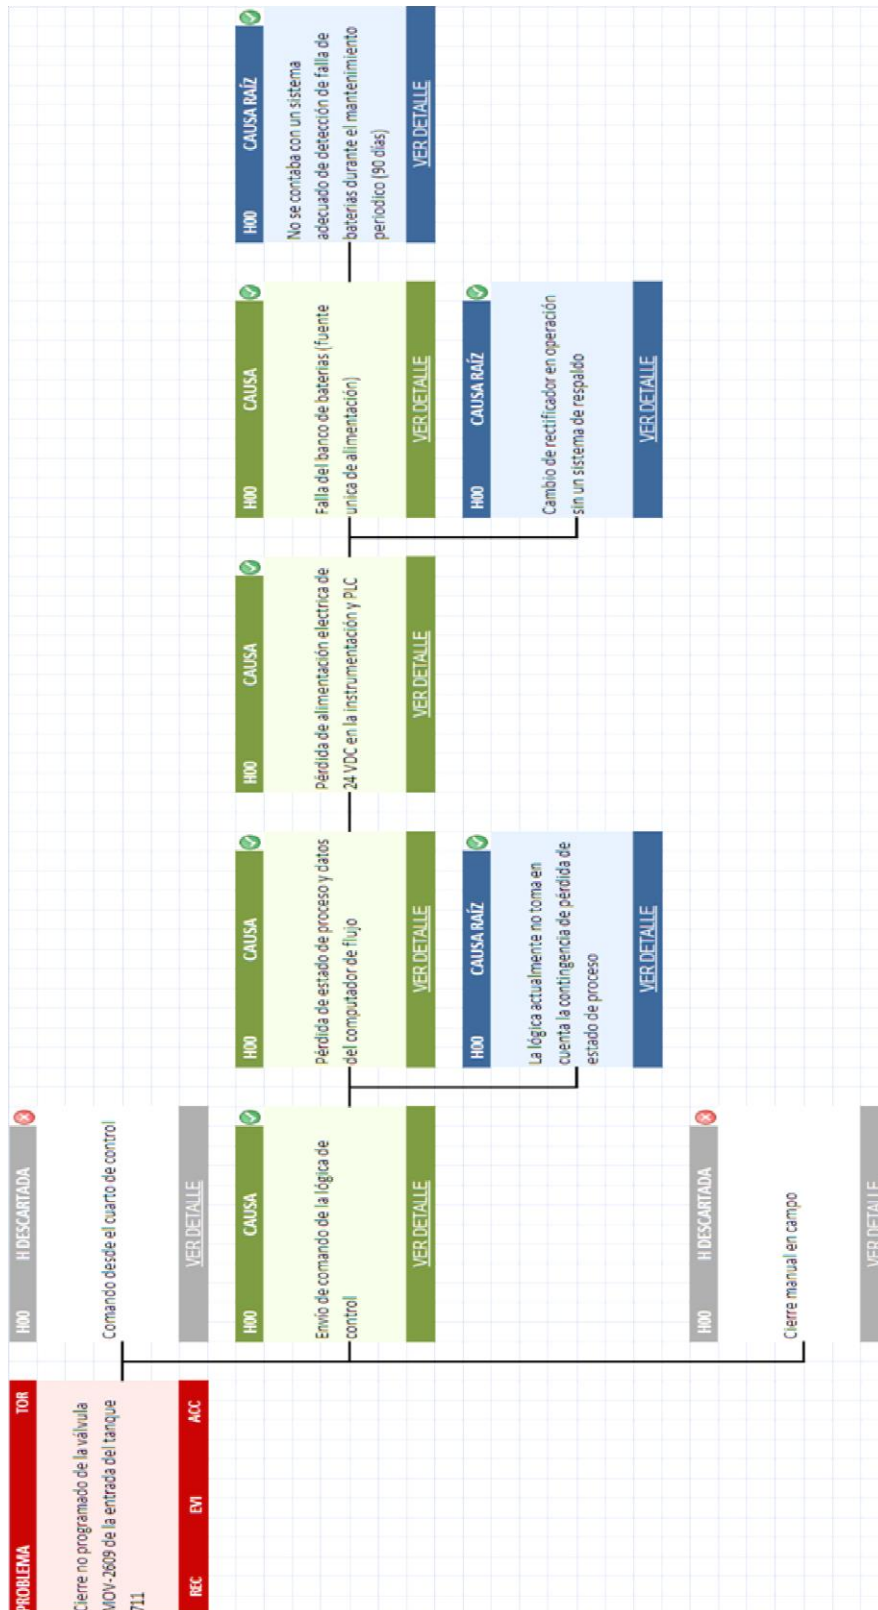 PROBLEMA TOR
Cierre no programado de la válvula
MOV-2609 de la entrada del tanque
711
REC EVI ACC
H00 H DESCARTADA
Comando desde el cuarto de control
VER DETALLE
H00 CAUSA
Envío de comando de la lógica de
control
VER DETALLE
H00 H DESCARTADA
Cierre manual en campo
VER DETALLE
H00 CAUSA
Pérdida de estado de proceso y datos
del computador de flujo
VER DETALLE
H00 CAUSA RAÍZ
La lógica actualmente no toma en
cuenta la contingencia de pérdida de
estado de proceso
VER DETALLE
H00 CAUSA
Pérdida de alimentación electrica de
24 VDC en la instrumentación y PLC
VER DETALLE
H00 CAUSA
Falla del banco de baterias (fuente
unica de alimentación)
VER DETALLE
H00 CAUSA RAÍZ
Cambio de rectificador en operación
sin un sistema de respaldo
VER DETALLE
H00 CAUSA RAÍZ
No se contaba con un sistema
adecuado de detección de falla de
baterias durante el mantenimiento
periodico (90 días)
VER DETALLE